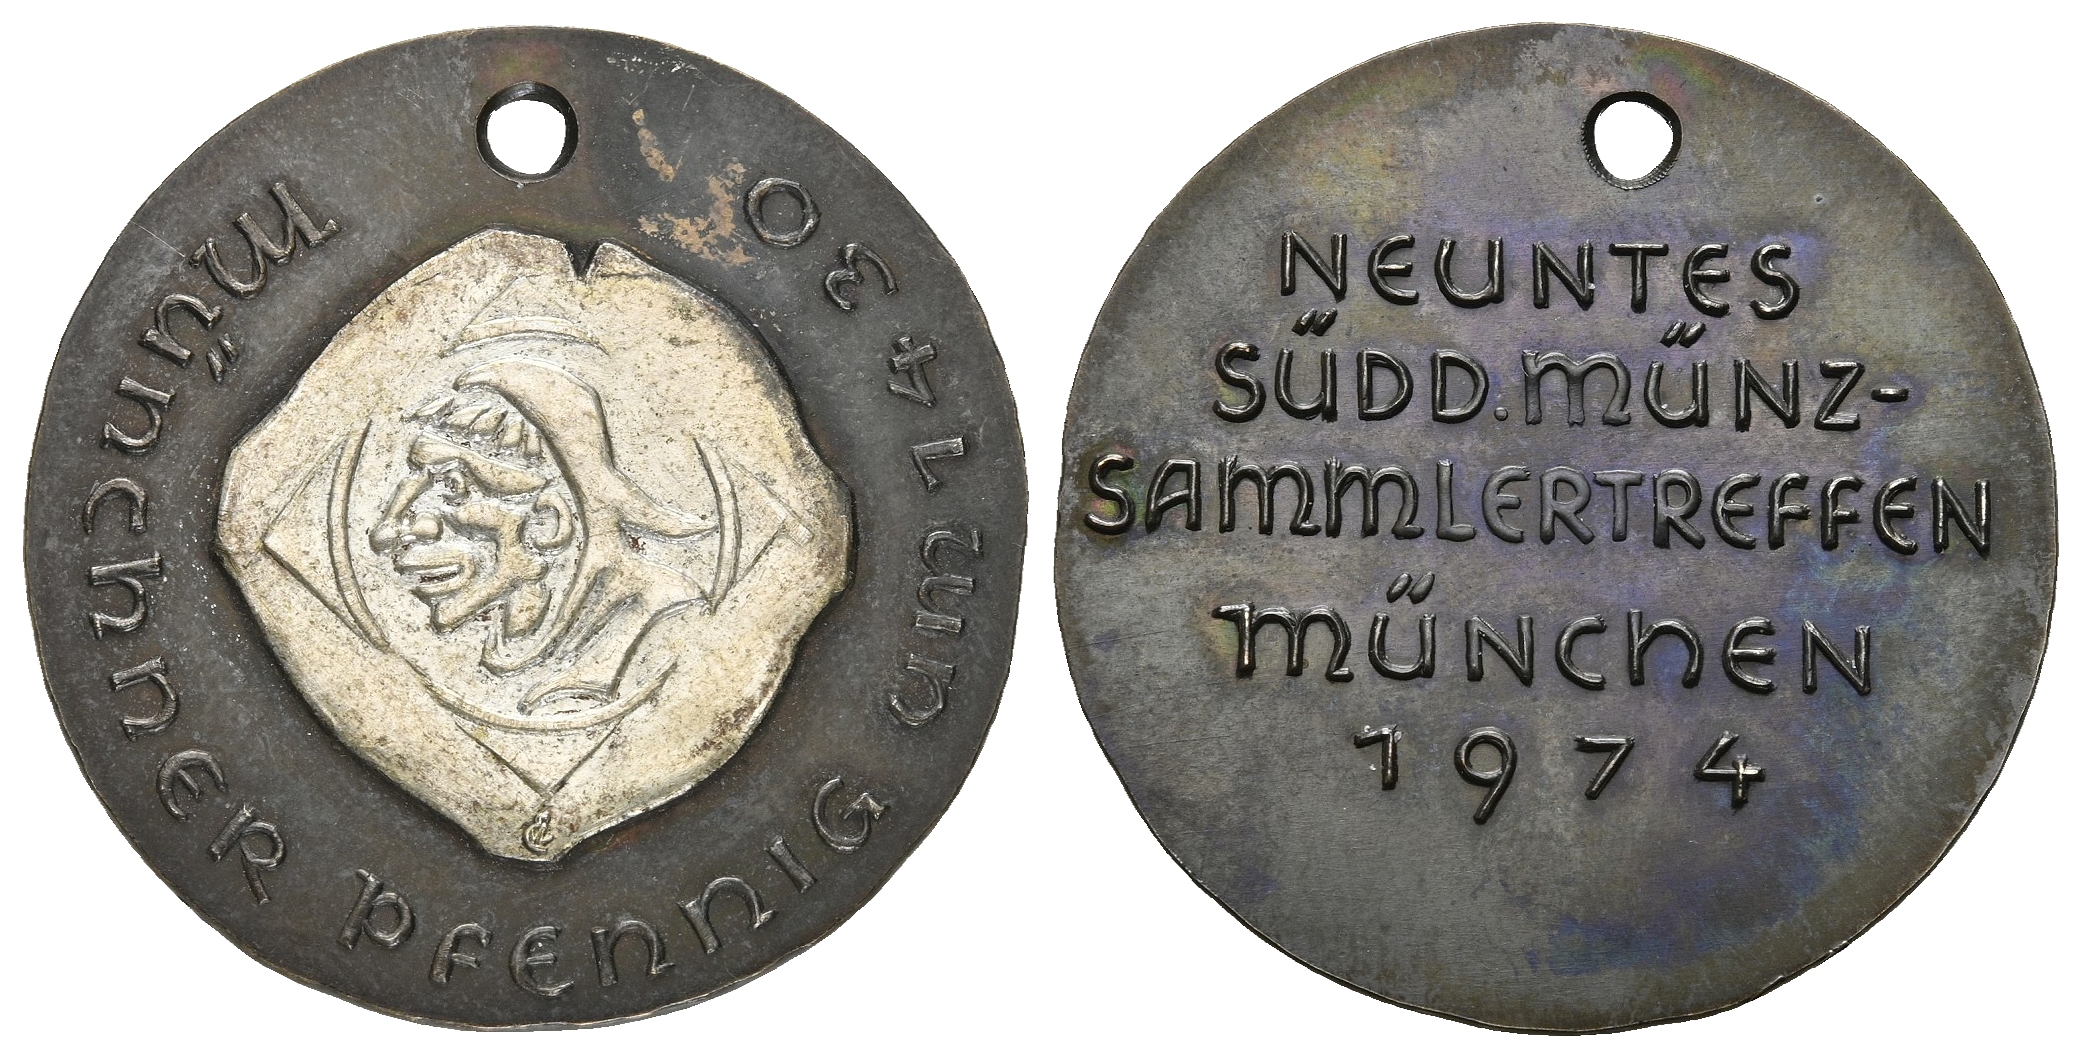 MÜNCHNER PFENNIG UM 1430
NEUNTES
SÜDD. MÜNZ-
SAMMLERTREFFEN
MÜNCHEN
1974